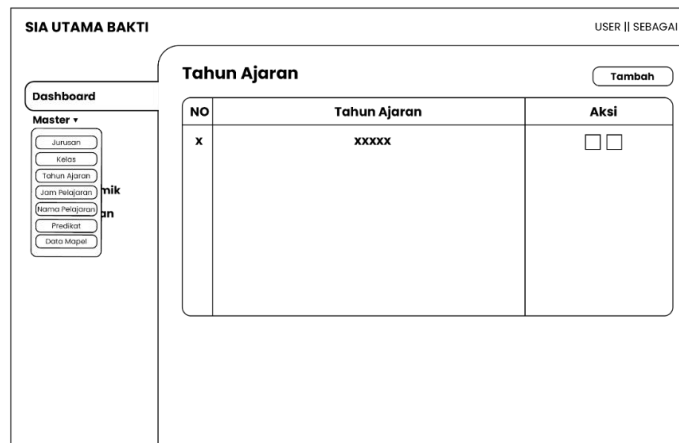 SIA UTAMA BAKTI
USER || SEBAGAI
Tahun Ajaran
Tambah
Dashboard
Master ▾
Jurusan
Kelas
Tahun Ajaran
Jam Pelajaran
Nama Pelajaran
Predikat
Data Mapel
mik
an
NO Tahun Ajaran Aksi
x xxxxx